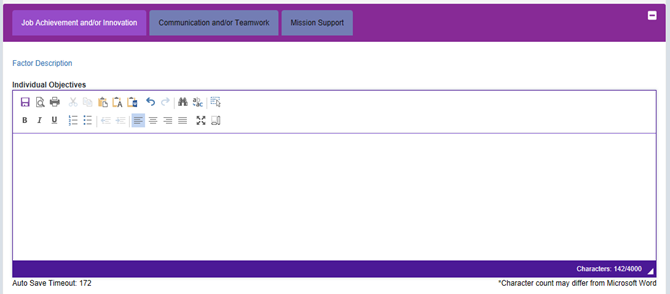 Job Achievement and/or Innovation Communication and/or Teamwork Mission Support
Factor Description
Individual Objectives
B I U
Characters: 142/4000
Auto Save Timeout: 172 *Character count may differ from Microsoft Word